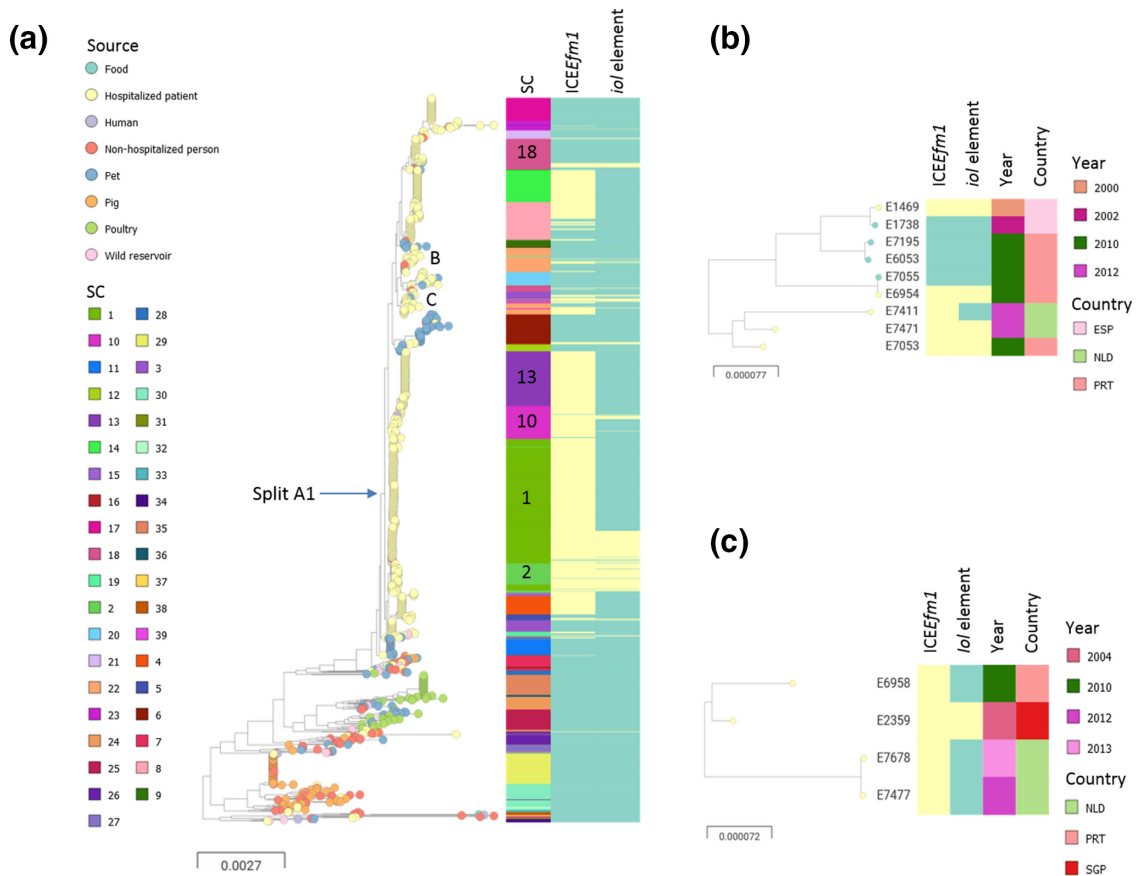 (a)
Source
Food
Hospitalized patient
Human
Non-hospitalized person
Pet
Pig
Poultry
Wild reservoir
SC
1 28
10 29
11 3
12 30
13 31
14 32
15 33
16 34
17 35
18 36
19 37
2 38
20 39
21 4
22 5
23 6
24 7
25 8
26 9
27
SC
ICEEfm1
iol element
18
B
C
13
10
Split A1
1
2
0.0027
(b)
ICEEfm1
iol element
Year
Country
E1469
E1738
E7195
E6053
E7055
E6954
E7411
E7471
E7053
0.000077
Year
2000
2002
2010
2012
Country
ESP
NLD
PRT
(c)
ICEEfm1
Iol element
Year
Country
E6958
E2359
E7678
E7477
0.000072
Year
2004
2010
2012
2013
Country
NLD
PRT
SGP